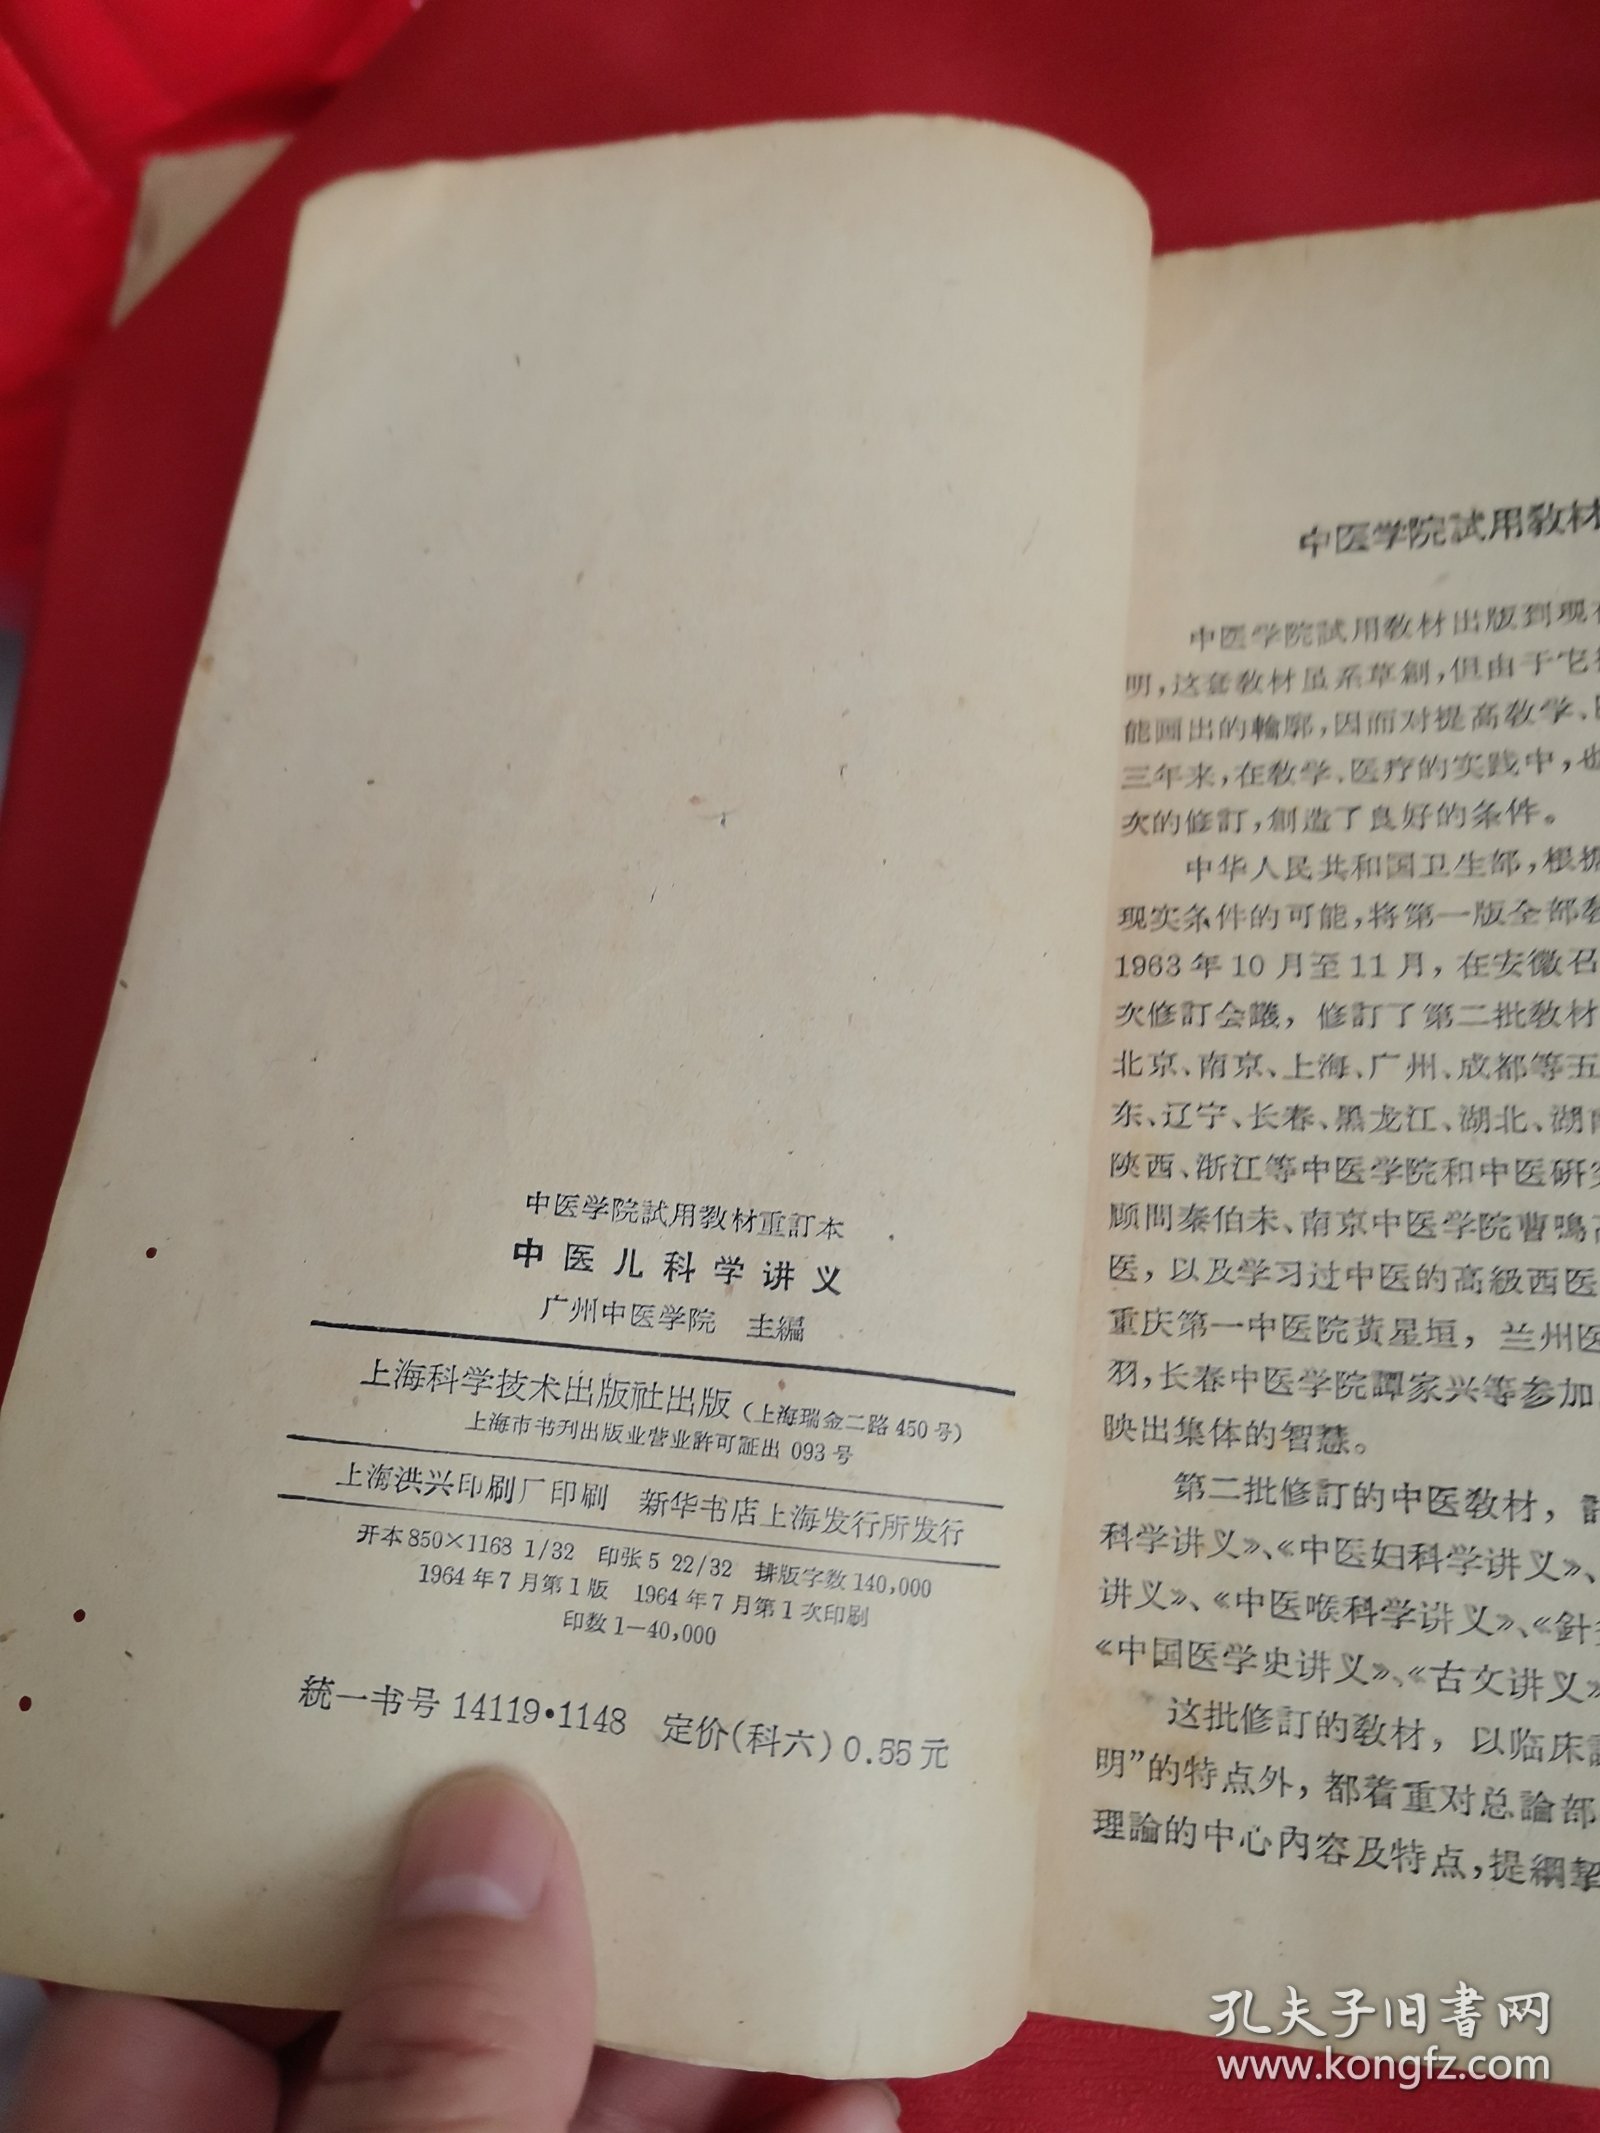 中医学院試用教材重訂本
中医儿科学讲义
广州中医学院 主編
上海科学技术出版社出版（上海瑞金二路450号）
上海市书刊出版业营业許可証出 093号
上海洪兴印刷厂印刷 新华书店上海发行所发行
开本850×1168 1/32 印张5 22/32 排版字数140,000
1964年7月第1版 1964年7月第1次印刷
印数1—40,000
統一书号14119·1148 定价(科六)0.55元
中医学院試用教材
中医学院試用教材出版到现
明，这套教材虽系草創，但由于它
能画出的輪廓，因而对提高教学、
三年来，在教学、医疗的实践中，也
次的修訂，創造了良好的条件。
中华人民共和国卫生部，根据
现实条件的可能，将第一版全部
1963年10月至11月，在安徽召
次修訂会議，修訂了第二批教材
北京、南京、上海、广州、成都等五
东、辽宁、长春、黑龙江、湖北、湖
陝西、浙江等中医学院和中医研
顾問秦伯未、南京中医学院曹鳴
医，以及学习过中医的高級西医
重庆第一中医院黄星垣，兰州医
羽，长春中医学院譚家兴等参加
映出集体的智慧。
第二批修訂的中医教材，
科学讲义》、《中医妇科学讲义》、
讲义》、《中医喉科学讲义》、《針
《中国医学史讲义》、《古文讲义》
这批修訂的教材，以临床
明”的特点外，都着重对总論部
理論的中心內容及特点，提綱挈
孔夫子旧書网
www.kongfz.com